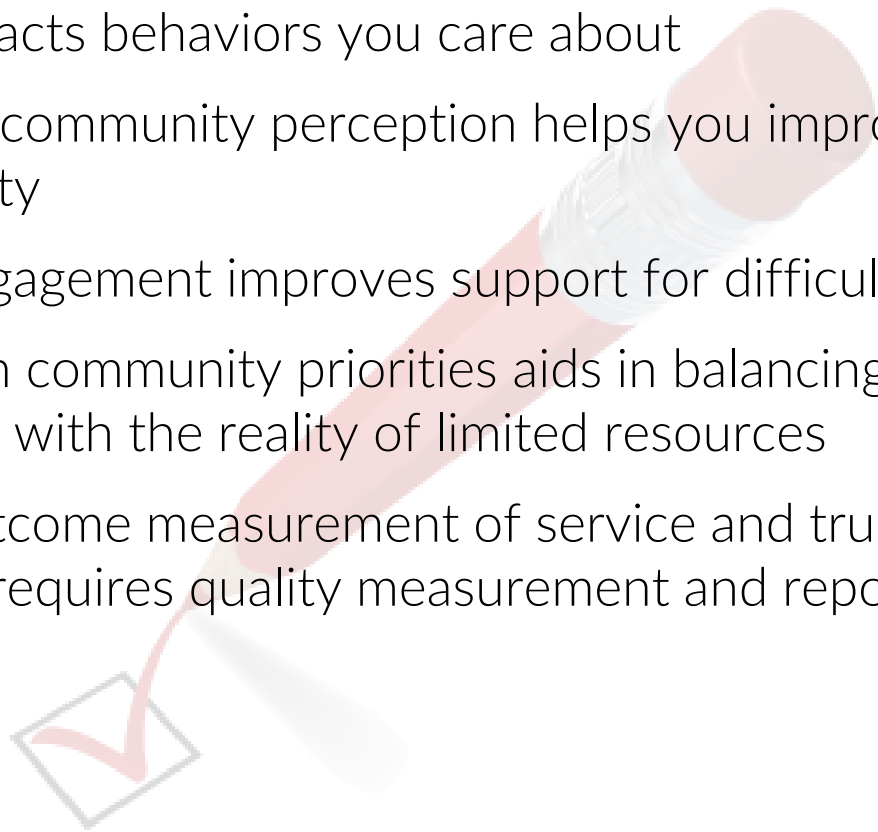 acts behaviors you care about
community perception helps you impro
ty
gagement improves support for difficul
n community priorities aids in balancing
with the reality of limited resources
tcome measurement of service and tru
requires quality measurement and repo